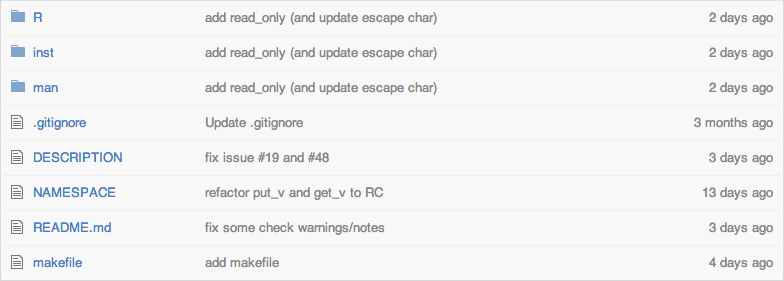 R add read_only (and update escape char) 2 days ago
inst add read_only (and update escape char) 2 days ago
man add read_only (and update escape char) 2 days ago
.gitignore Update .gitignore 3 months ago
DESCRIPTION fix issue #19 and #48 3 days ago
NAMESPACE refactor put_v and get_v to RC 13 days ago
README.md fix some check warnings/notes 3 days ago
makefile add makefile 4 days ago